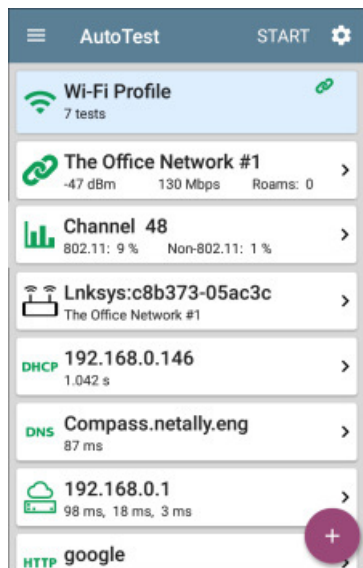 AutoTest START
Wi-Fi Profile
7 tests
The Office Network #1
-47 dBm 130 Mbps Roams: 0
Channel 48
802.11: 9 % Non-802.11: 1 %
Lnksys:c8b373-05ac3c
The Office Network #1
DHCP 192.168.0.146
1.042 s
DNS Compass.netally.eng
87 ms
192.168.0.1
98 ms, 18 ms, 3 ms
HTTP google